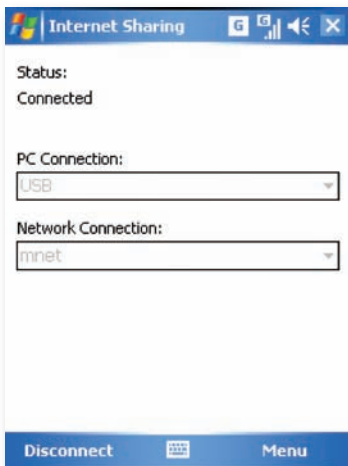 Internet Sharing G G
Status:
Connected
PC Connection:
USB
Network Connection:
mnet
Disconnect Menu